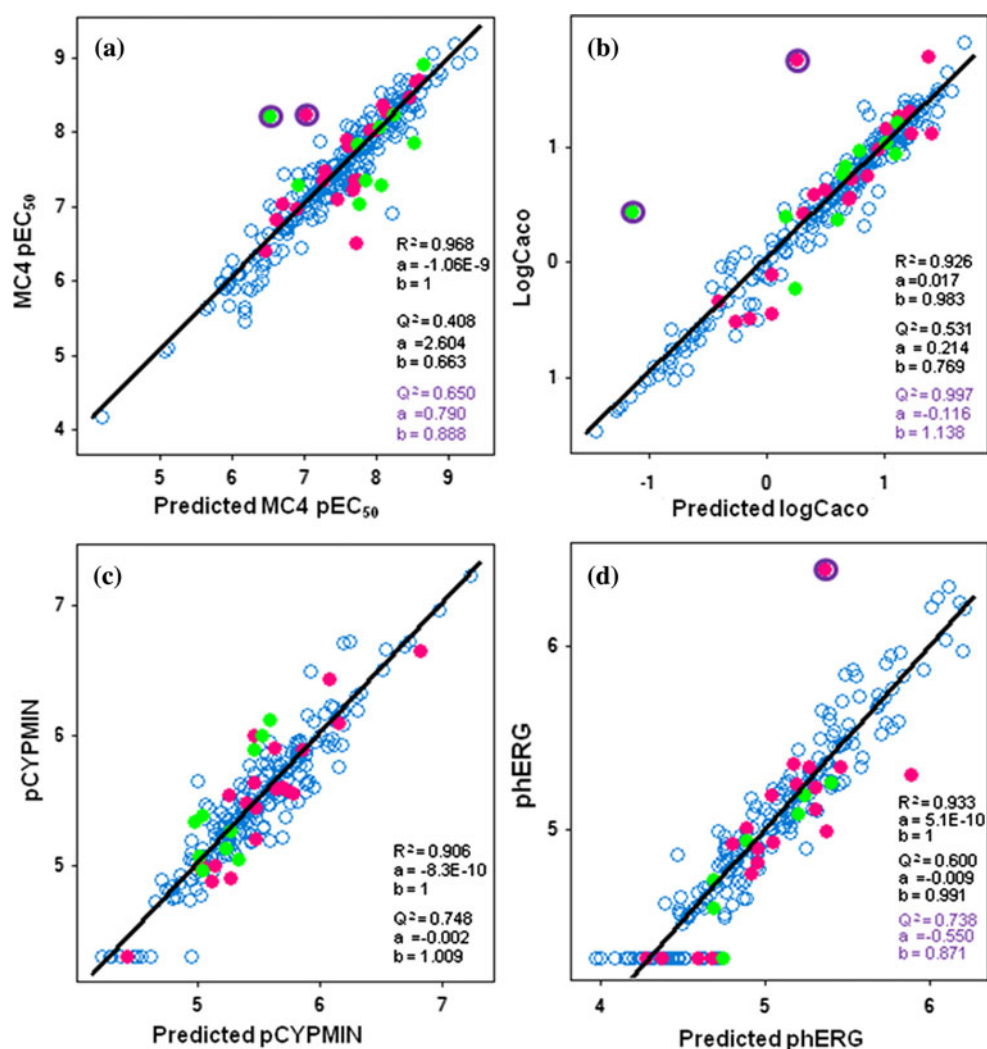 (a)
9
8
7
6
5
4
MC4 pEC₅₀
R² = 0.968
a = -1.06E-9
b = 1
Q² = 0.408
a =2.604
b = 0.663
Q² = 0.650
a =0.790
b = 0.888
5 6 7 8 9
Predicted MC4 pEC₅₀
(b)
1
0
1
LogCaco
R² = 0.926
a =0.017
b = 0.983
Q² = 0.531
a = 0.214
b = 0.769
Q² = 0.997
a =-0.116
b = 1.138
-1 0 1
Predicted logCaco
(c)
7
6
5
pCYPMIN
R² = 0.906
a = -8.3E-10
b = 1
Q² = 0.748
a =-0.002
b = 1.009
5 6 7
Predicted pCYPMIN
(d)
6
5
phERG
R² = 0.933
a = 5.1E-10
b = 1
Q² = 0.600
a =-0.009
b = 0.991
Q² = 0.738
a =-0.550
b = 0.871
4 5 6
Predicted phERG